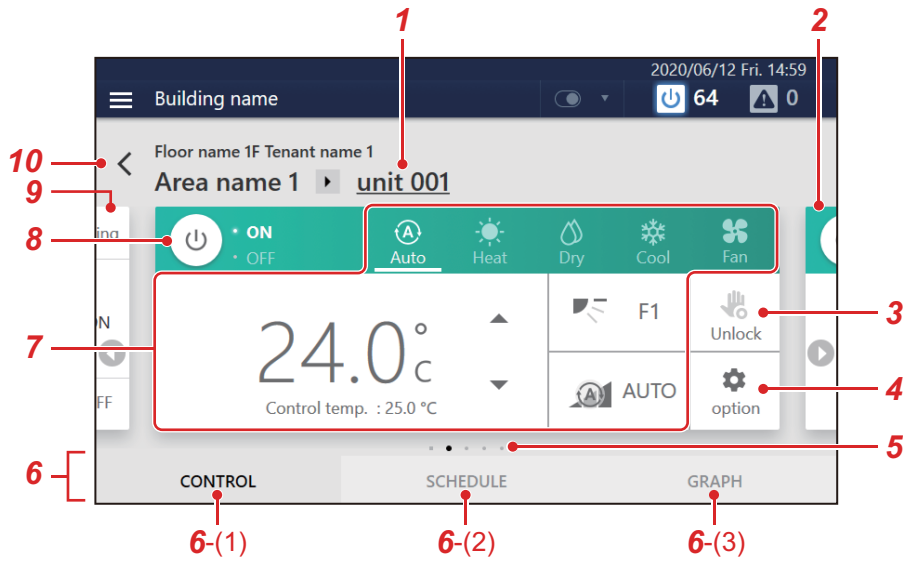 1
2
2020/06/12 Fri. 14:59
Building name
64
0
Floor name 1F Tenant name 1
10
Area name 1
unit 001
9
ing
8
ON
OFF
A
Auto
Heat
Dry
Cool
Fan
F1
Unlock
3
ON
7
24.0°C
FF
Control temp. : 25.0 °C
A
AUTO
option
4
5
6
CONTROL
SCHEDULE
GRAPH
6-(1)
6-(2)
6-(3)